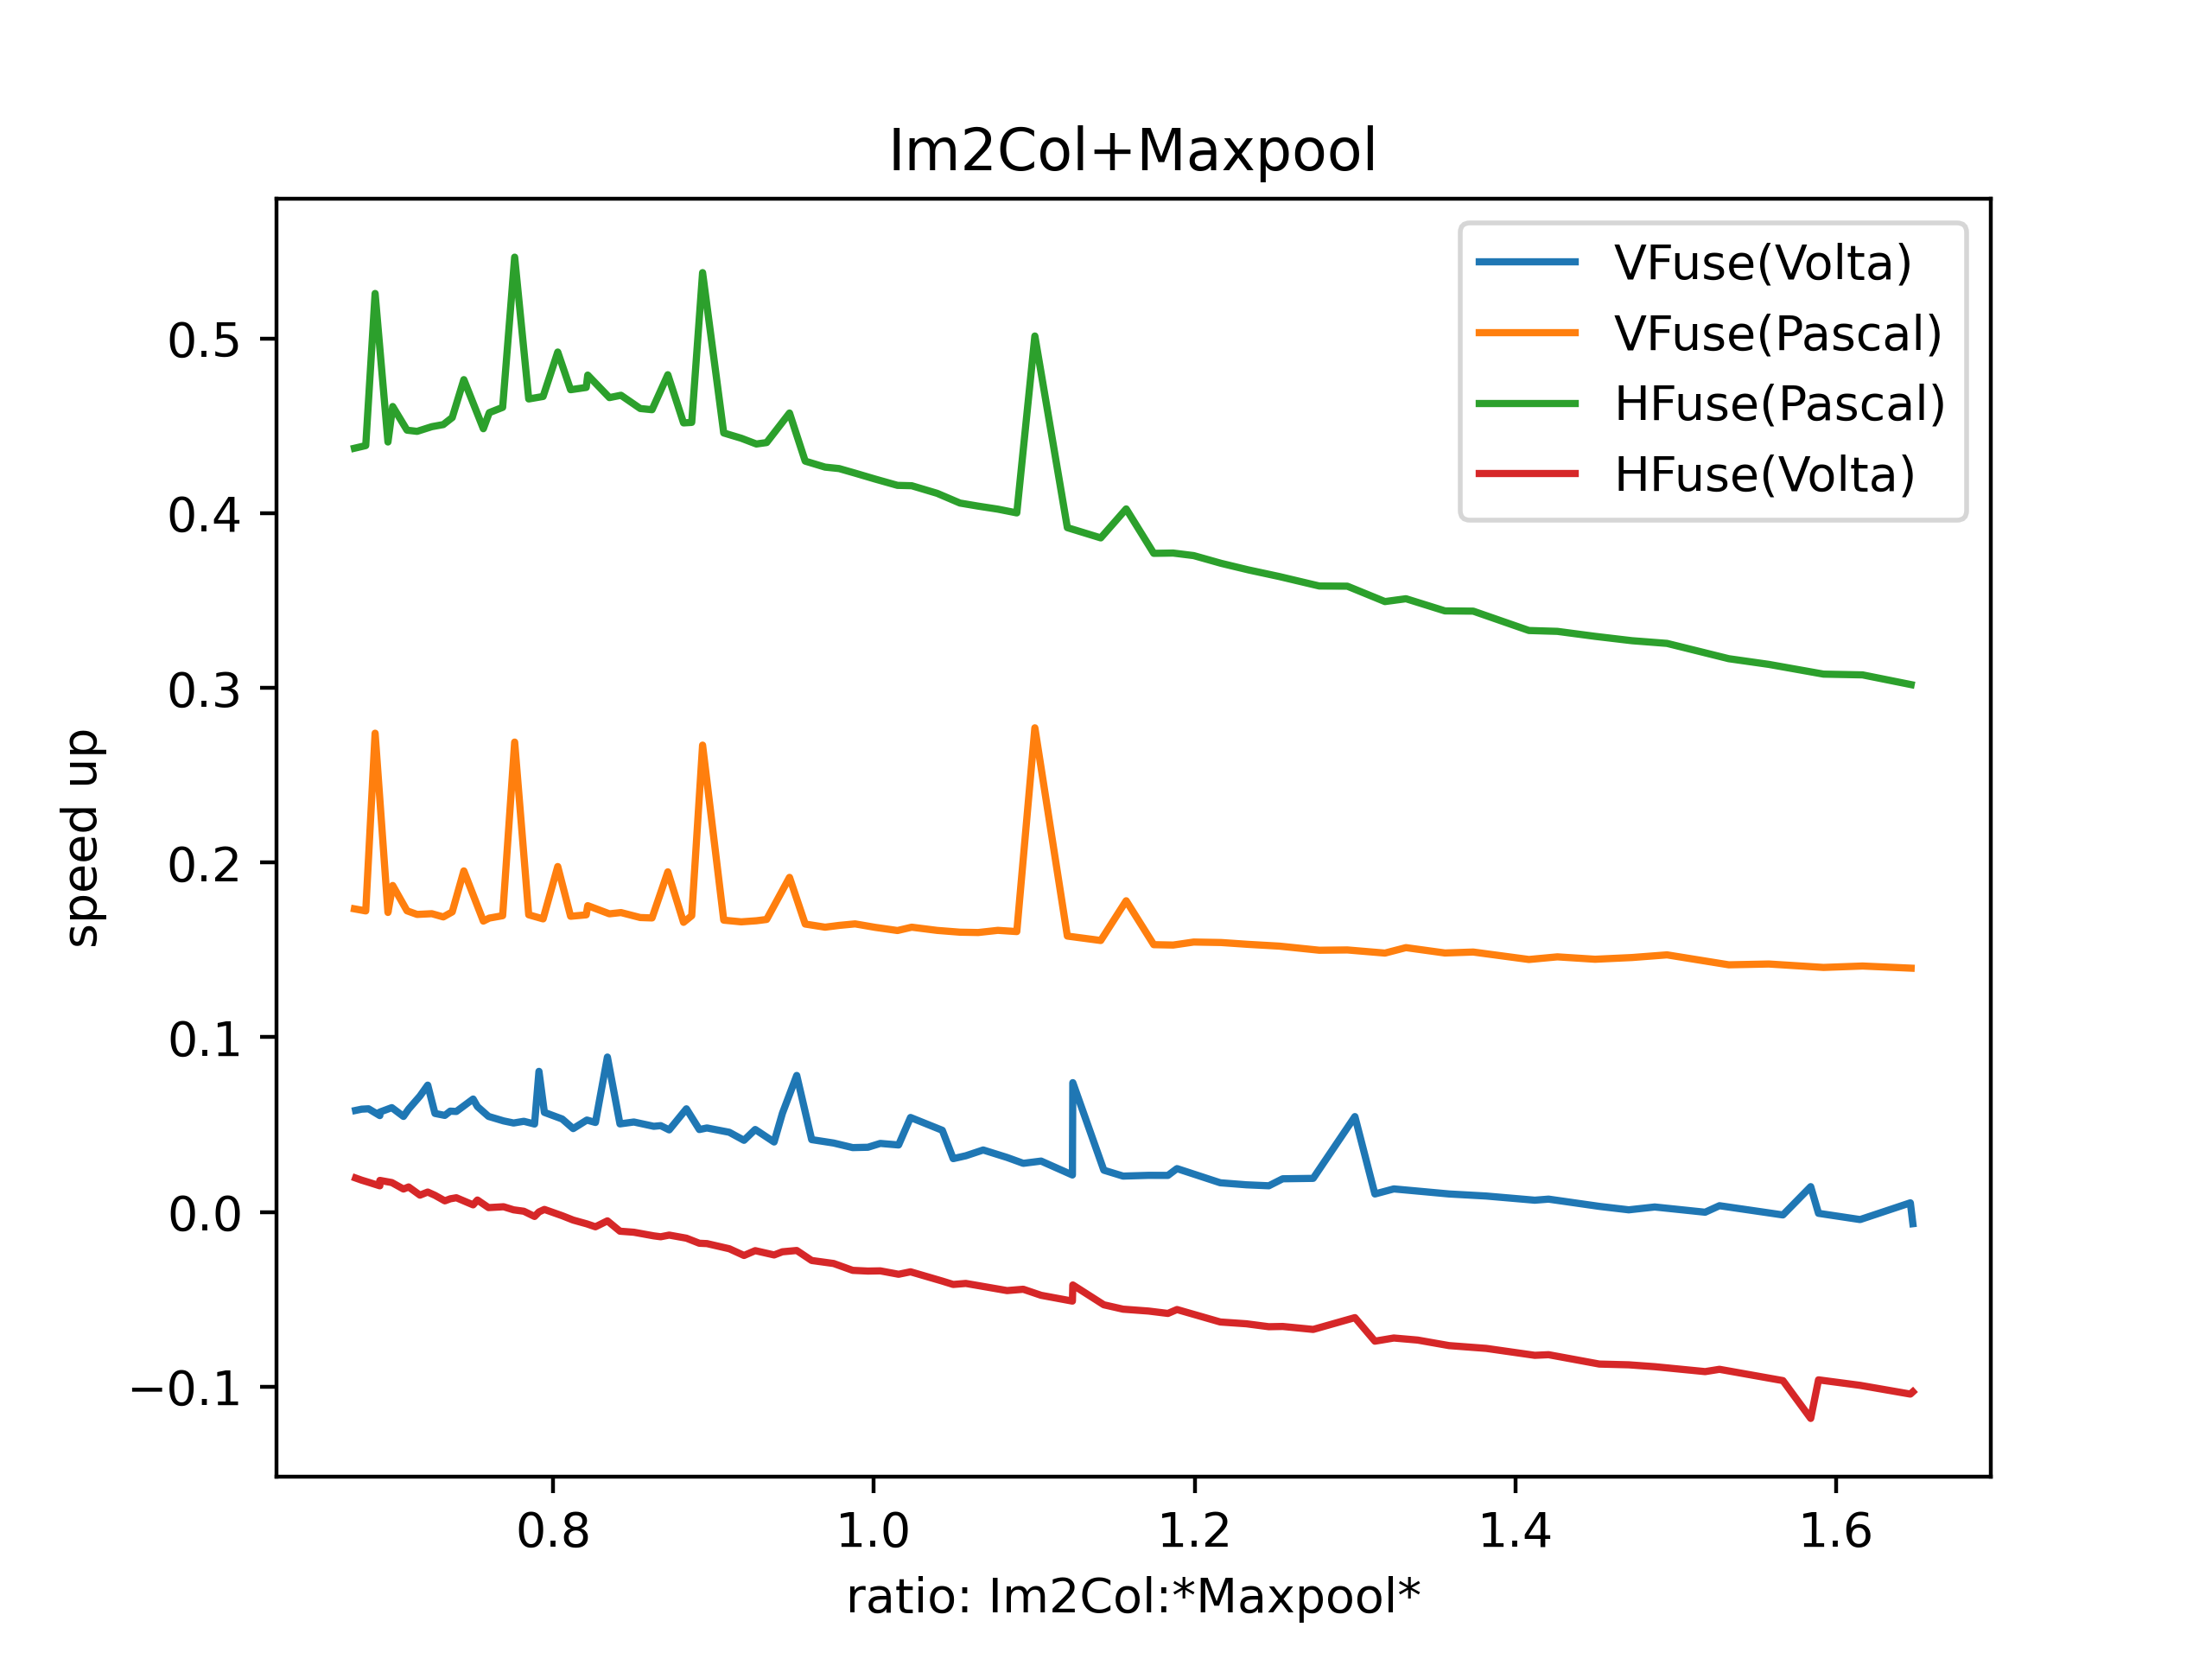 Im2Col+Maxpool
VFuse(Volta)
VFuse(Pascal)
HFuse(Pascal)
HFuse(Volta)
speed up
0.5
0.4
0.3
0.2
0.1
0.0
−0.1
0.8 1.0 1.2 1.4 1.6
ratio: Im2Col:*Maxpool*